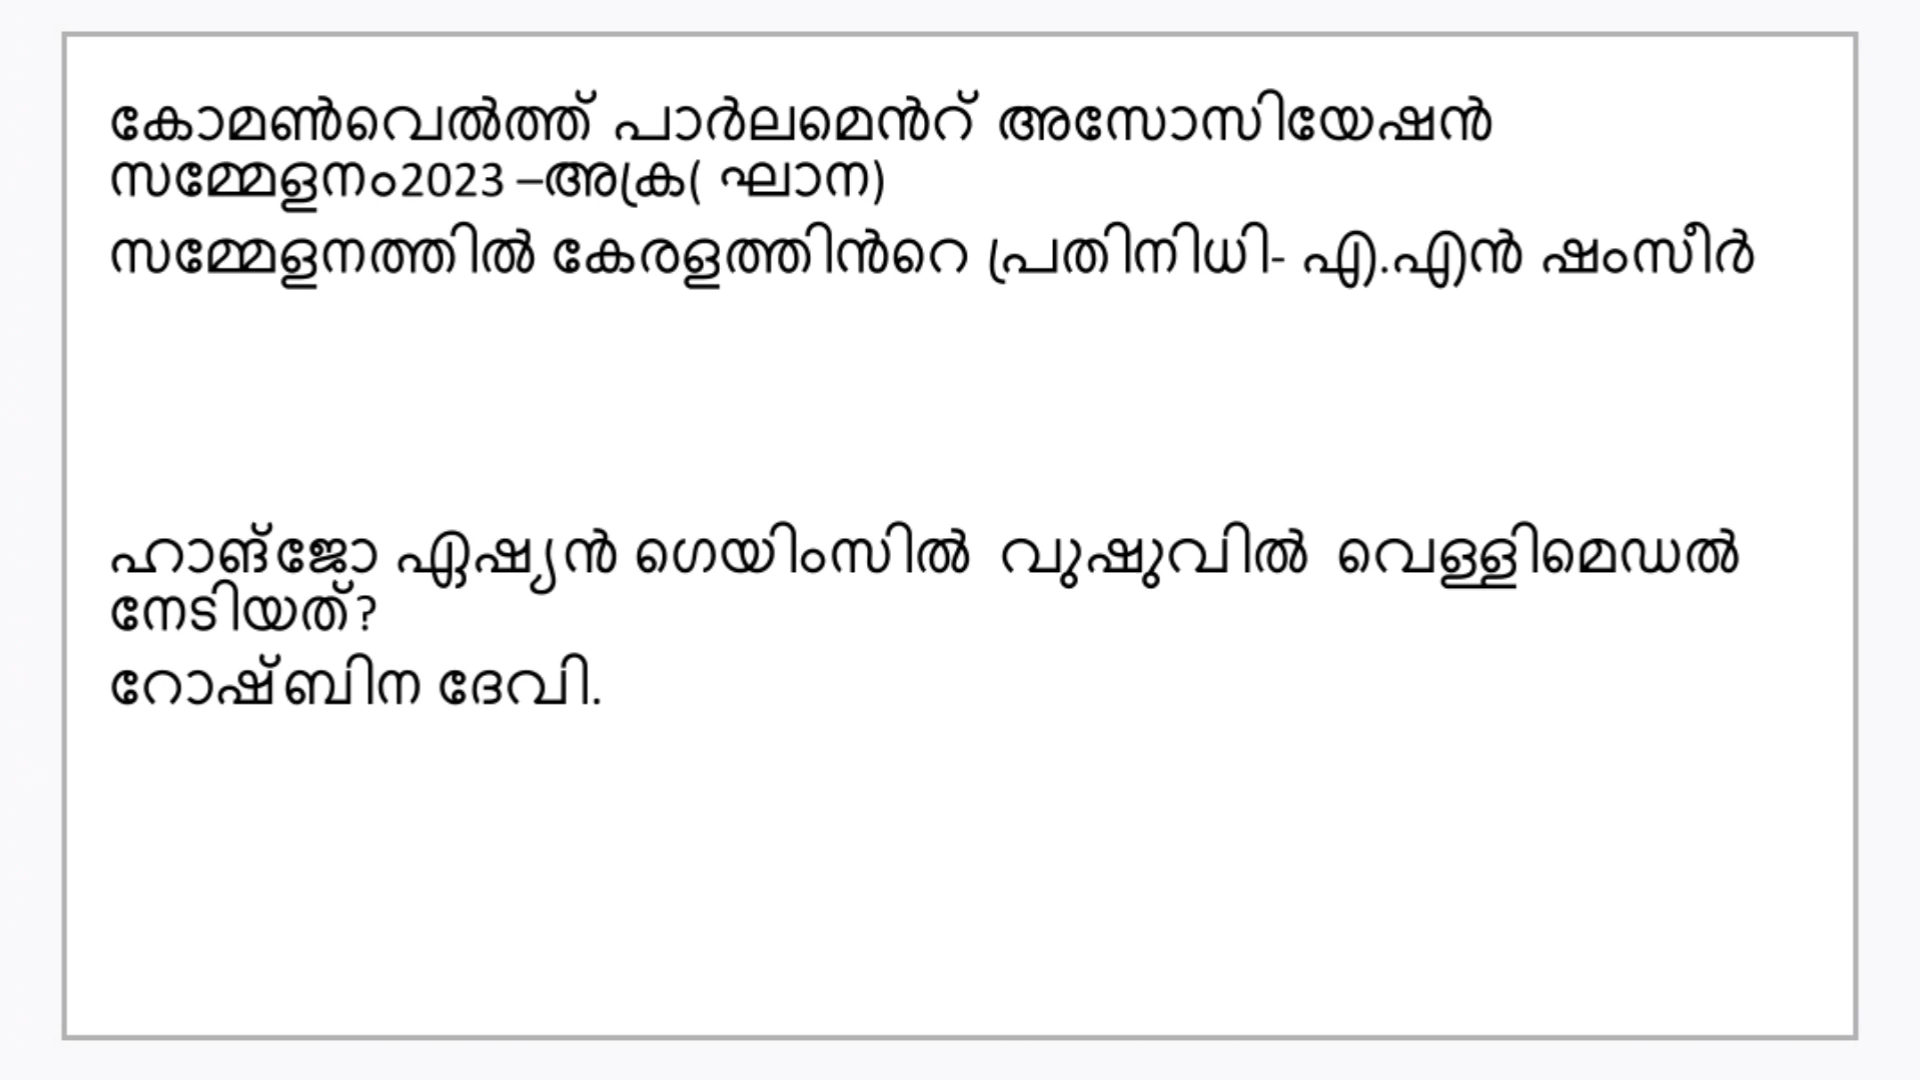 കോമൺവെൽത്ത് പാർലമെൻറ് അസോസിയേഷൻ
സമ്മേളനം2023 –അക്ര( ഘാന)
സമ്മേളനത്തിൽ കേരളത്തിൻറെ പ്രതിനിധി- എ.എൻ ഷംസീർ
ഹാങ്ജോ ഏഷ്യൻ ഗെയിംസിൽ വുഷുവിൽ വെള്ളിമെഡൽ
നേടിയത്?
റോഷ്ബിന ദേവി.